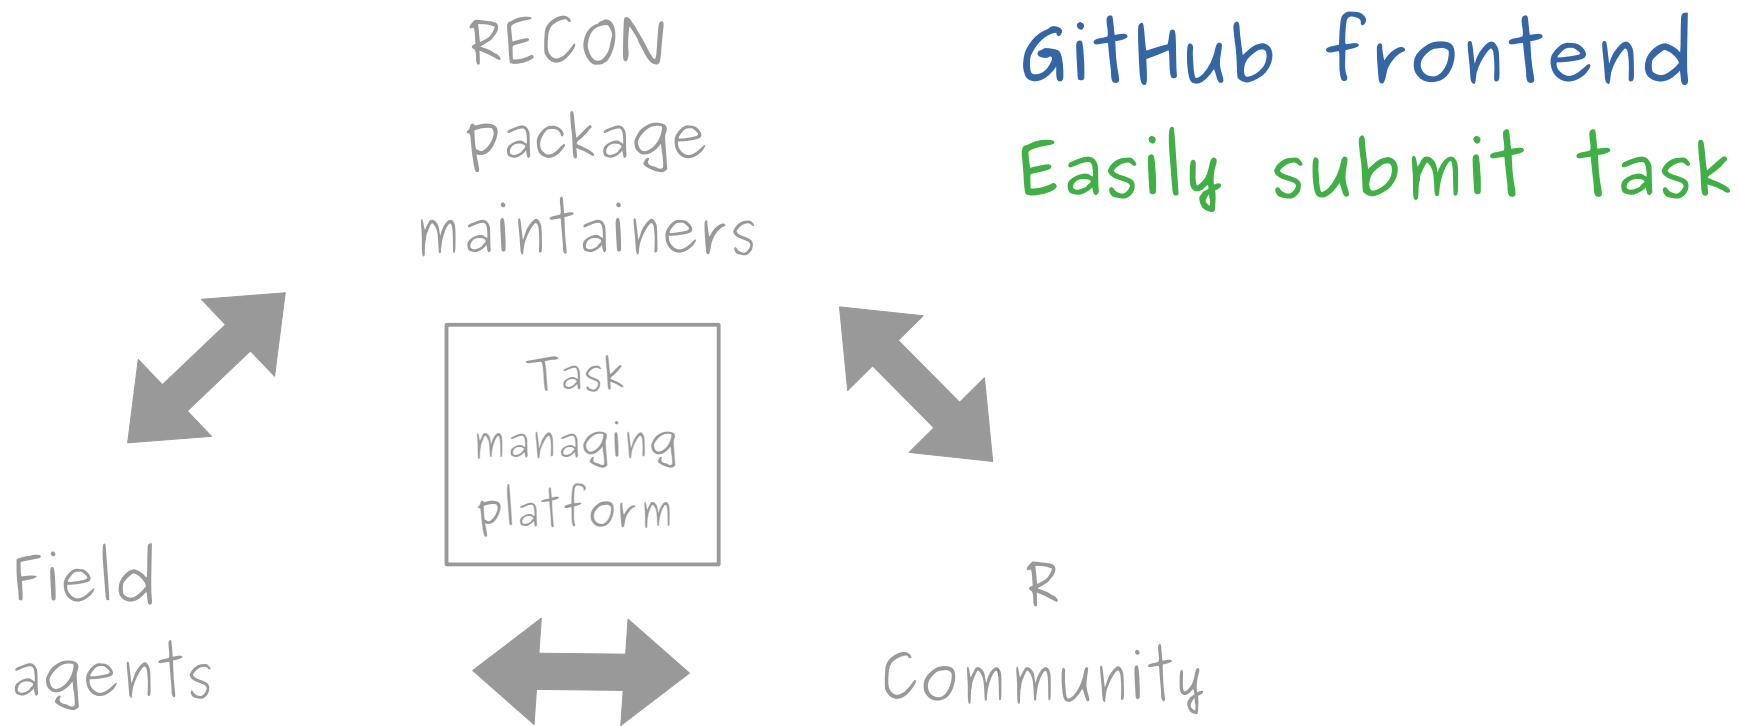 RECON
package
maintainers
GitHub frontend
Easily submit task
Task
managing
platform
Field
agents
R
Community